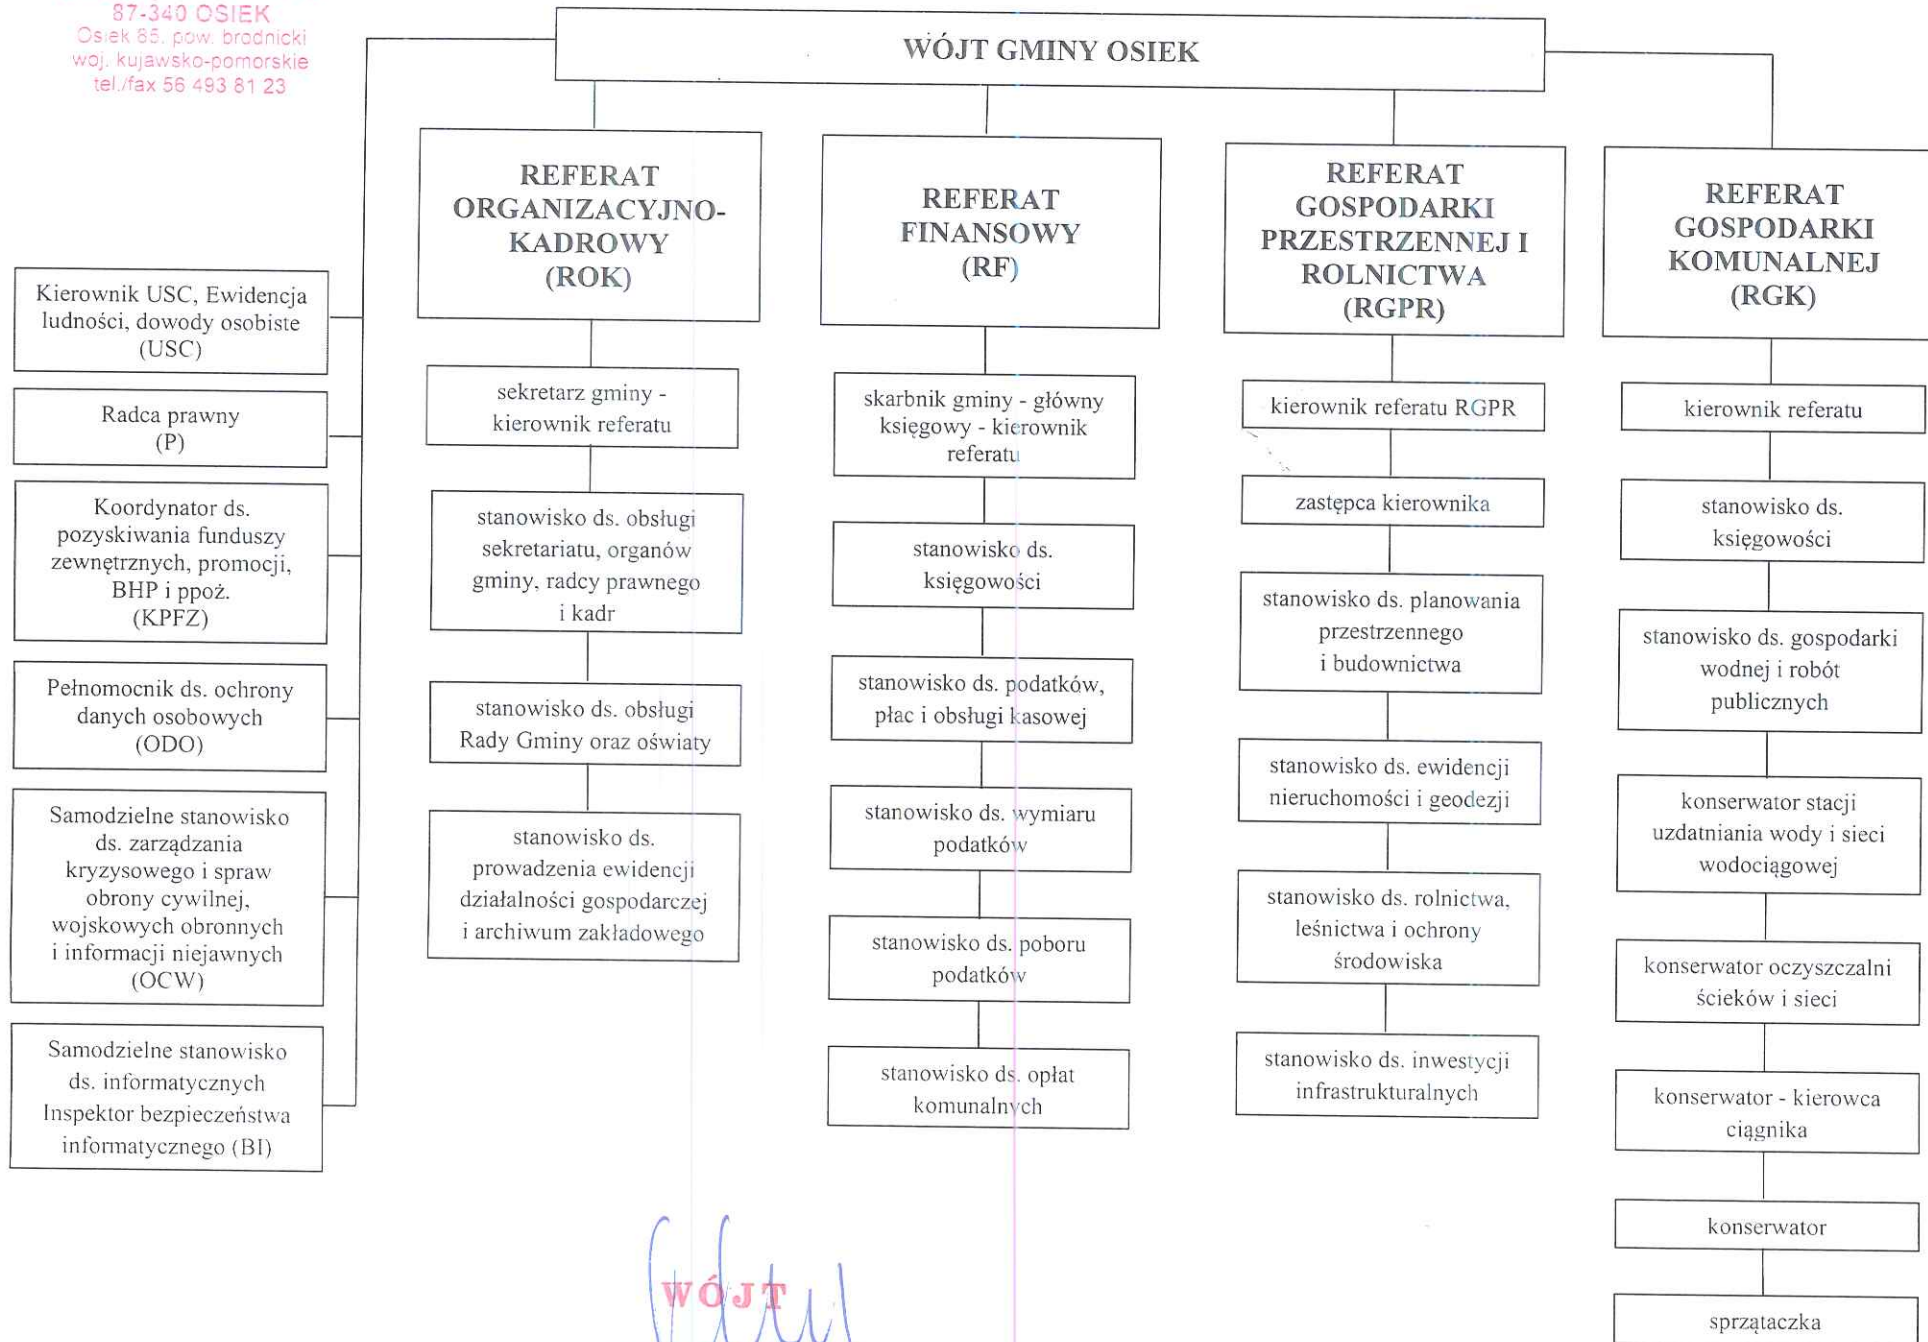 87-340 OSIEK
Osiek 85, pow. brodnicki
woj. kujawsko-pomorskie
tel./fax 56 493 81 23
WÓJT GMINY OSIEK
Kierownik USC, Ewidencja
ludności, dowody osobiste
(USC)
Radca prawny
(P)
Koordynator ds.
pozyskiwania funduszy
zewnętrznych, promocji,
BHP i ppoż.
(KPFZ)
Pełnomocnik ds. ochrony
danych osobowych
(ODO)
Samodzielne stanowisko
ds. zarządzania
kryzysowego i spraw
obrony cywilnej,
wojskowych obronnych
i informacji niejawnych
(OCW)
Samodzielne stanowisko
ds. informatycznych
Inspektor bezpieczeństwa
informatycznego (BI)
REFERAT
ORGANIZACYJNO-
KADROWY
(ROK)
sekretarz gminy -
kierownik referatu
stanowisko ds. obsługi
sekretariatu, organów
gminy, radcy prawnego
i kadr
stanowisko ds. obsługi
Rady Gminy oraz oświaty
stanowisko ds.
prowadzenia ewidencji
działalności gospodarczej
i archiwum zakładowego
REFERAT
FINANSOWY
(RF)
skarbnik gminy - główny
księgowy - kierownik
referatu
stanowisko ds.
księgowości
stanowisko ds. podatków,
płac i obsługi kasowej
stanowisko ds. wymiaru
podatków
stanowisko ds. poboru
podatków
stanowisko ds. opłat
komunalnych
REFERAT
GOSPODARKI
PRZESTRZENNEJ I
ROLNICTWA
(RGPR)
kierownik referatu RGPR
zastępca kierownika
stanowisko ds. planowania
przestrzennego
i budownictwa
stanowisko ds. ewidencji
nieruchomości i geodezji
stanowisko ds. rolnictwa,
leśnictwa i ochrony
środowiska
stanowisko ds. inwestycji
infrastrukturalnych
REFERAT
GOSPODARKI
KOMUNALNEJ
(RGK)
kierownik referatu
stanowisko ds.
księgowości
stanowisko ds. gospodarki
wodnej i robót
publicznych
konserwator stacji
uzdatniania wody i sieci
wodociągowej
konserwator oczyszczalni
ścieków i sieci
konserwator - kierowca
ciągnika
konserwator
sprzątaczka
WÓJT